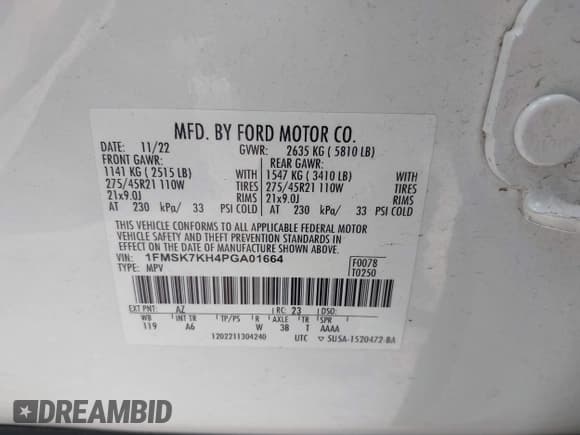 MFD. BY FORD MOTOR CO.
DATE: 11/22 GVWR: 2635 KG ( 5810 LB)
FRONT GAWR: REAR GAWR:
1141 KG ( 2515 LB) WITH 1547 KG ( 3410 LB) WITH
275/45R21 110W TIRES 275/45R21 110W TIRES
21x9.0J RIMS 21x9.0J RIMS
AT 230 kPa/ 33 PSI COLD AT 230 kPa/ 33 PSI COLD
THIS VEHICLE CONFORMS TO ALL APPLICABLE FEDERAL MOTOR
VEHICLE SAFETY AND THEFT PREVENTION STANDARDS IN
EFFECT ON THE DATE OF MANUFACTURE SHOWN ABOVE.
VIN: 1FMSK7KH4PGA01664 F0078
TYPE: MPV T0250
EXT PNT: AZ RC: 23 DSO:
WB INT TR TP/PS R AXLE TR SPR
119 A6 W 3B T AAAA
1202211304240 UTC ▽ SU5A-1520472-BA
DREAMBID